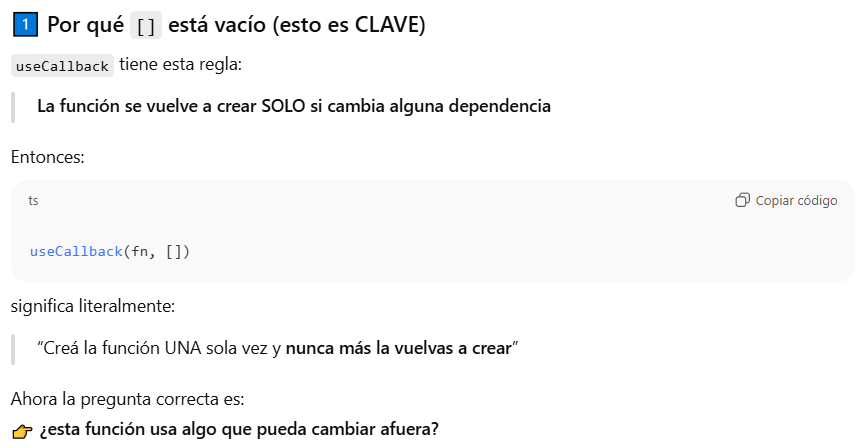 1 Por qué [] está vacío (esto es CLAVE)
useCallback tiene esta regla:
La función se vuelve a crear SOLO si cambia alguna dependencia
Entonces:
ts
Copiar código
useCallback(fn, [])
significa literalmente:
“Creá la función UNA sola vez y nunca más la vuelvas a crear”
Ahora la pregunta correcta es:
👉 ¿esta función usa algo que pueda cambiar afuera?